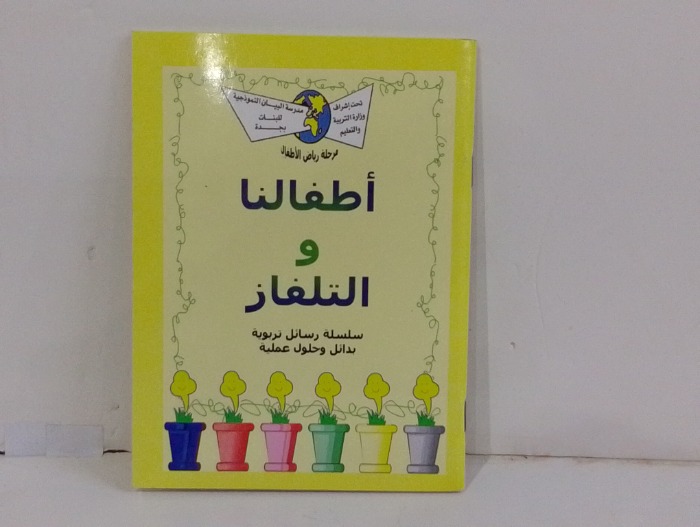 تحت إشراف
وزارة التربية
والتعليم
مدرسة البيان النموذجية
للبنات
بجدة
مرحلة رياض الأطفال
أطفالنا
و
التلفاز
سلسلة رسائل تربوية
بدائل وحلول عملية